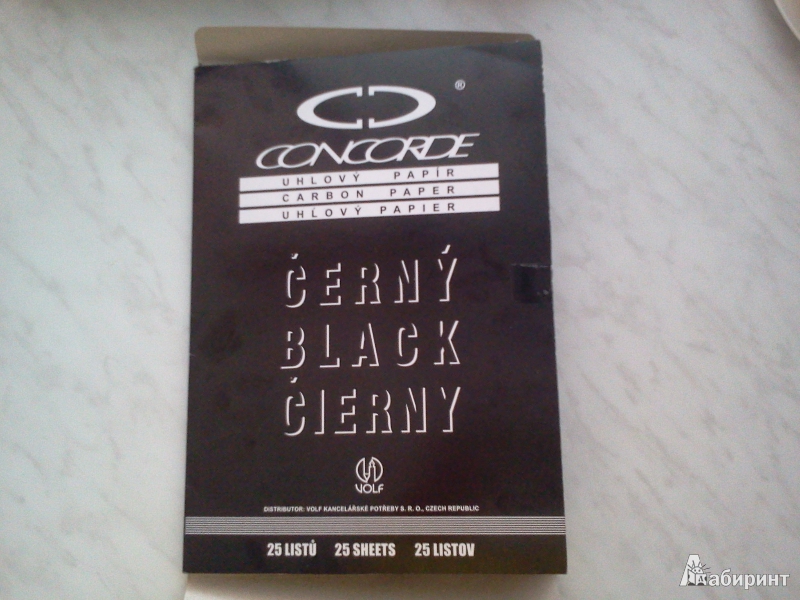 ®
CONCORDE
UHLOVÝ PAPÍR
CARBON PAPER
UHĽOVÝ PAPIER
ČERNÝ
BLACK
ČIERNY
VOLF
DISTRIBUTOR: VOLF KANCELÁŘSKÉ POTŘEBY S. R. O., CZECH REPUBLIC
25 LISTŮ 25 SHEETS 25 LISTOV
Лабиринт